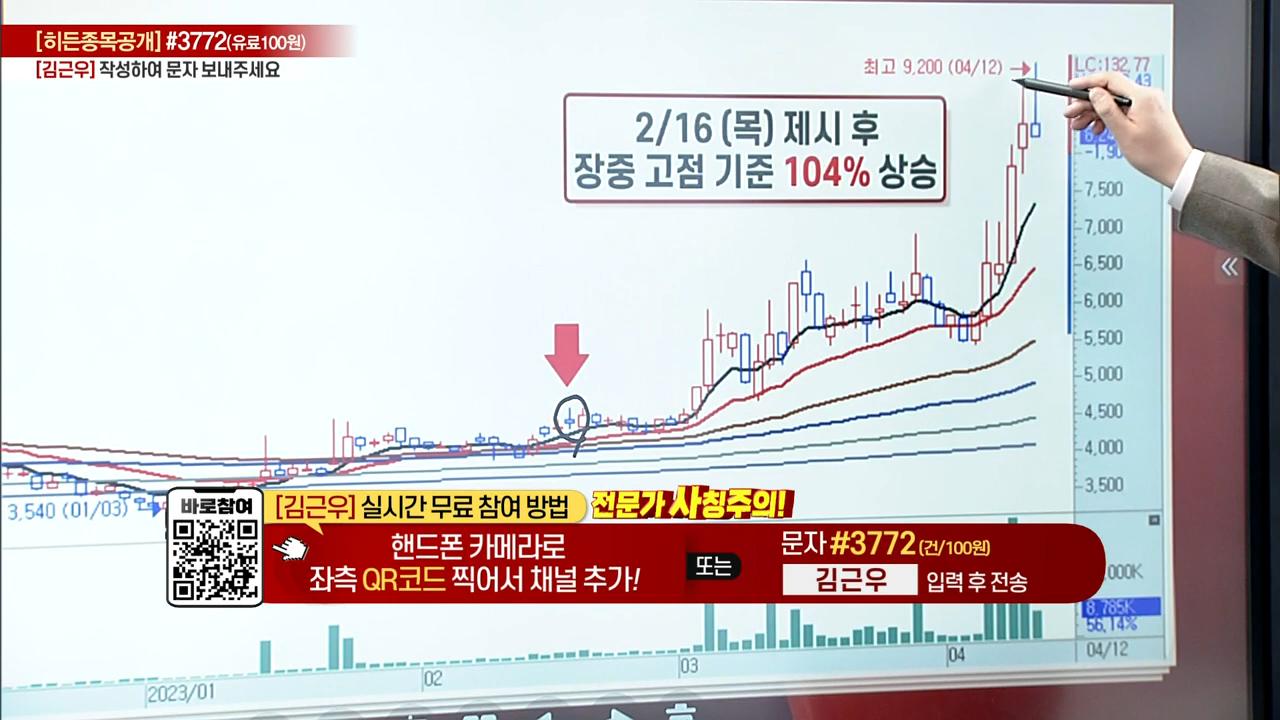 [히든종목공개] #3772(유료100원)
[김근우] 작성하여 문자 보내주세요
최고 9,200 (04/12)
LC:132.77
2/16 (목) 제시 후
장중 고점 기준 104% 상승
7,500
7,000
6,500
6,000
5,500
5,000
4,500
4,000
3,500
3,540 (01/03)
바로참여
[김근우] 실시간 무료 참여 방법
전문가 사칭주의!
핸드폰 카메라로
좌측 QR코드 찍어서 채널 추가!
또는
문자 #3772 (건/100원)
김근우 입력 후 전송
000K
8,785K
56,14%
2023/01
02
03
04
04/12